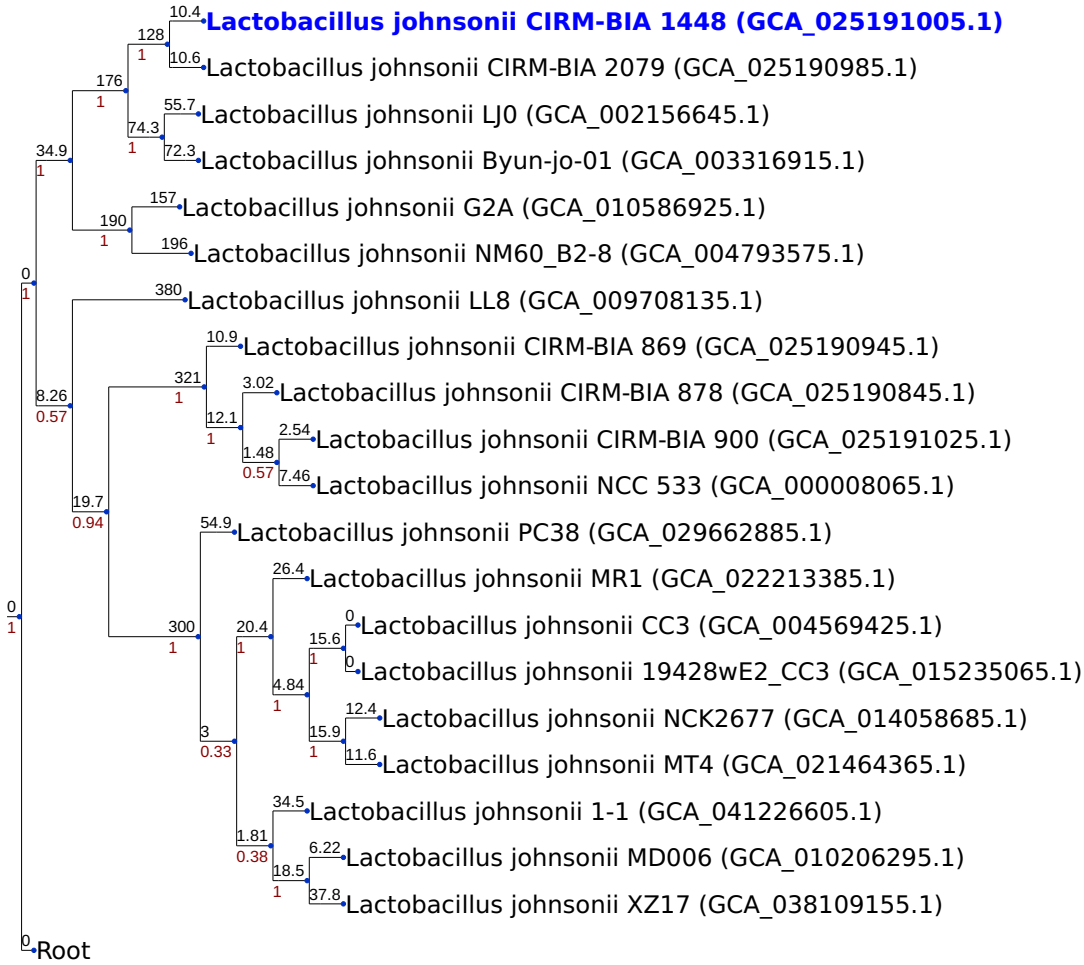 10.4
Lactobacillus johnsonii CIRM-BIA 1448 (GCA_025191005.1)
128
1
10.6
Lactobacillus johnsonii CIRM-BIA 2079 (GCA_025190985.1)
176
1
55.7
Lactobacillus johnsonii LJ0 (GCA_002156645.1)
74.3
1
72.3
Lactobacillus johnsonii Byun-jo-01 (GCA_003316915.1)
34.9
1
157
Lactobacillus johnsonii G2A (GCA_010586925.1)
190
1
196
Lactobacillus johnsonii NM60_B2-8 (GCA_004793575.1)
0
1
380
Lactobacillus johnsonii LL8 (GCA_009708135.1)
10.9
Lactobacillus johnsonii CIRM-BIA 869 (GCA_025190945.1)
321
1
3.02
Lactobacillus johnsonii CIRM-BIA 878 (GCA_025190845.1)
8.26
0.57
12.1
1
2.54
Lactobacillus johnsonii CIRM-BIA 900 (GCA_025191025.1)
1.48
0.57
7.46
Lactobacillus johnsonii NCC 533 (GCA_000008065.1)
19.7
0.94
54.9
Lactobacillus johnsonii PC38 (GCA_029662885.1)
26.4
Lactobacillus johnsonii MR1 (GCA_022213385.1)
0
1
300
1
20.4
1
0
Lactobacillus johnsonii CC3 (GCA_004569425.1)
15.6
1
0
Lactobacillus johnsonii 19428wE2_CC3 (GCA_015235065.1)
4.84
1
12.4
Lactobacillus johnsonii NCK2677 (GCA_014058685.1)
3
0.33
15.9
1
11.6
Lactobacillus johnsonii MT4 (GCA_021464365.1)
34.5
Lactobacillus johnsonii 1-1 (GCA_041226605.1)
1.81
0.38
6.22
Lactobacillus johnsonii MD006 (GCA_010206295.1)
18.5
1
37.8
Lactobacillus johnsonii XZ17 (GCA_038109155.1)
0
Root